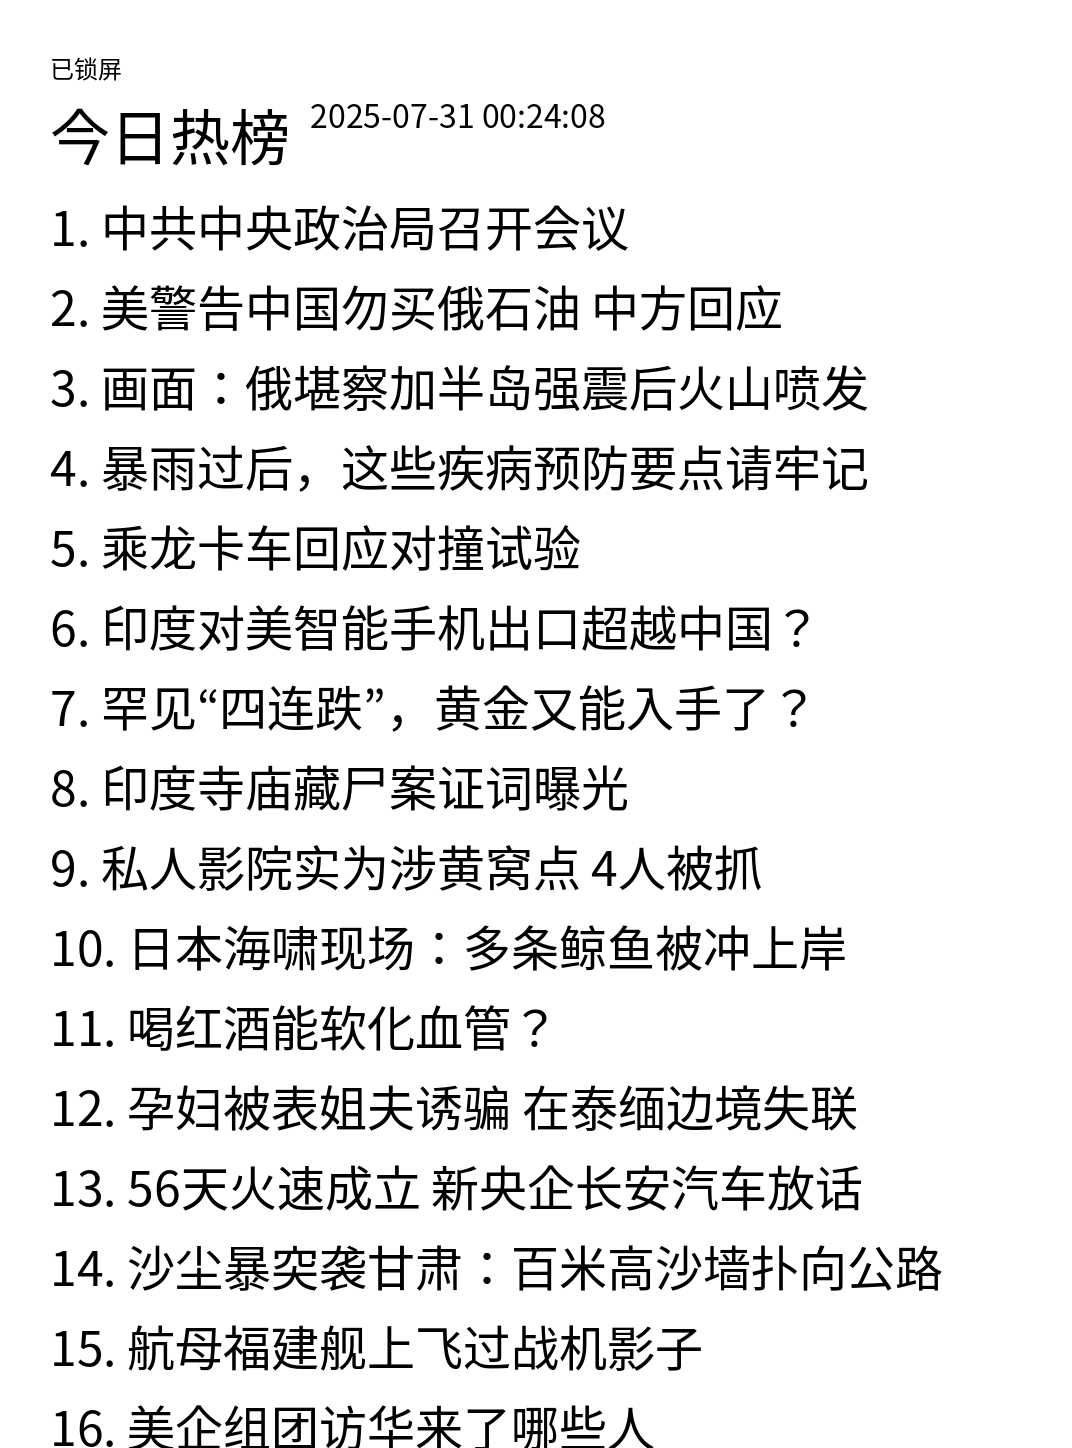 已锁屏
今日热榜 2025-07-31 00:24:08
1. 中共中央政治局召开会议
2. 美警告中国勿买俄石油 中方回应
3. 画面：俄堪察加半岛强震后火山喷发
4. 暴雨过后，这些疾病预防要点请牢记
5. 乘龙卡车回应对撞试验
6. 印度对美智能手机出口超越中国？
7. 罕见“四连跌”，黄金又能入手了？
8. 印度寺庙藏尸案证词曝光
9. 私人影院实为涉黄窝点 4人被抓
10. 日本海啸现场：多条鲸鱼被冲上岸
11. 喝红酒能软化血管？
12. 孕妇被表姐夫诱骗 在泰缅边境失联
13. 56天火速成立 新央企长安汽车放话
14. 沙尘暴突袭甘肃：百米高沙墙扑向公路
15. 航母福建舰上飞过战机影子
16. 美企组团访华来了哪些人